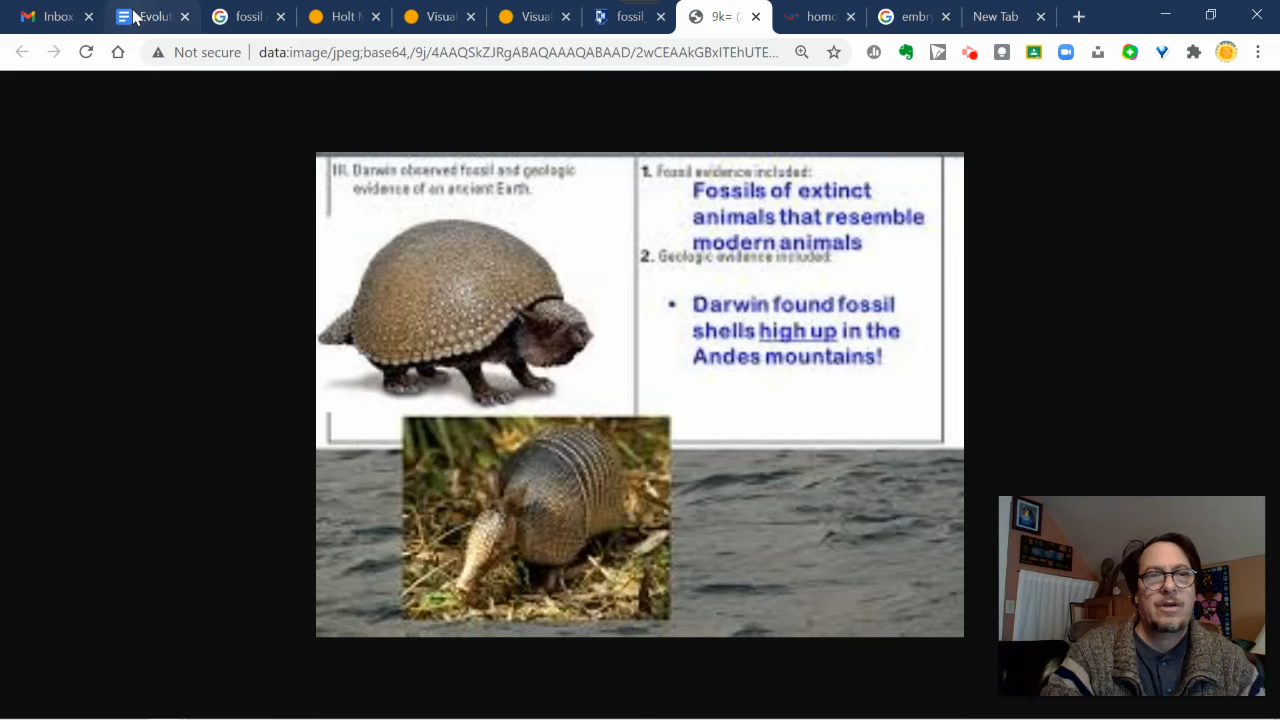 Inbox
Evolut
fossil
Holt M
Visual
Visual
fossil_
9k= (
homo
embry
New Tab
Not secure
data:image/jpeg;base64,/9j/4AAQSkZJRgABAQAAAQABAAD/2wCEAAkGBxITEhUTE...
III. Darwin observed fossil and geologic
evidence of an ancient Earth.
1. Fossil evidence included:
Fossils of extinct
animals that resemble
modern animals
2. Geologic evidence included:
• Darwin found fossil
shells high up in the
Andes mountains!